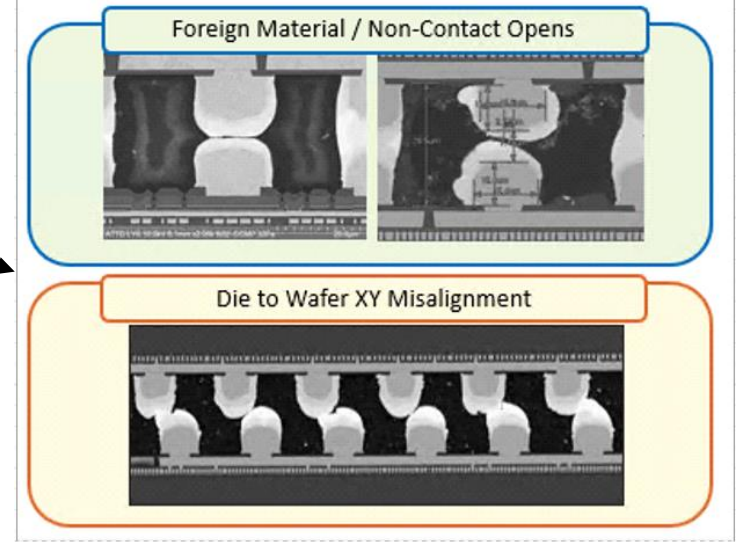 Foreign Material / Non-Contact Opens
Die to Wafer XY Misalignment